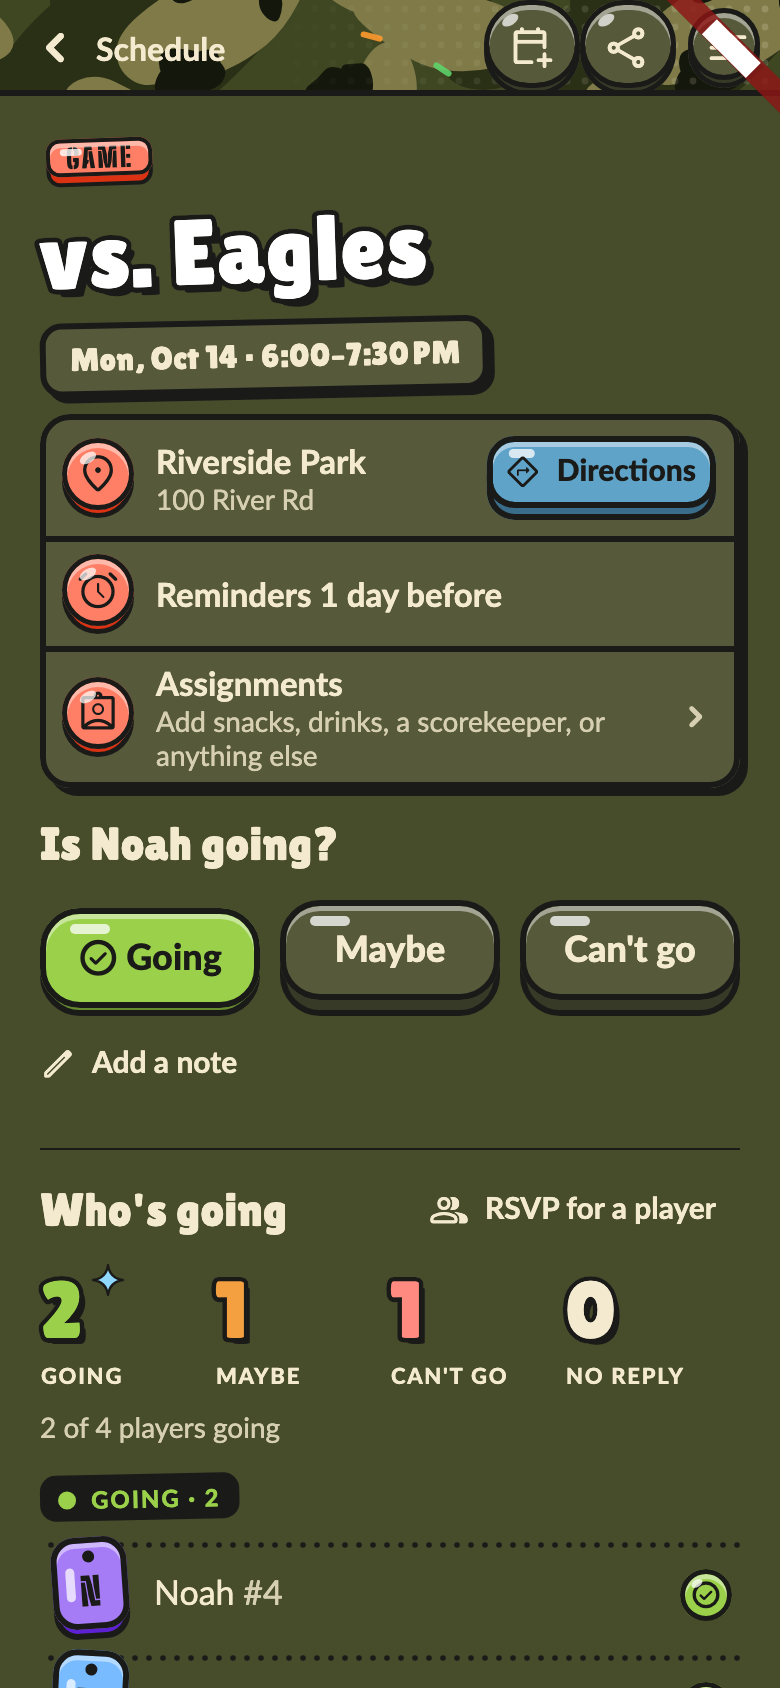 Schedule
GAME
vs. Eagles
Mon, Oct 14 · 6:00–7:30 PM
Riverside Park
100 River Rd
Directions
Reminders 1 day before
Assignments
Add snacks, drinks, a scorekeeper, or
anything else
Is Noah going?
Going
Maybe
Can't go
Add a note
Who's going
RSVP for a player
2
1
1
0
GOING
MAYBE
CAN'T GO
NO REPLY
2 of 4 players going
GOING · 2
N
Noah #4